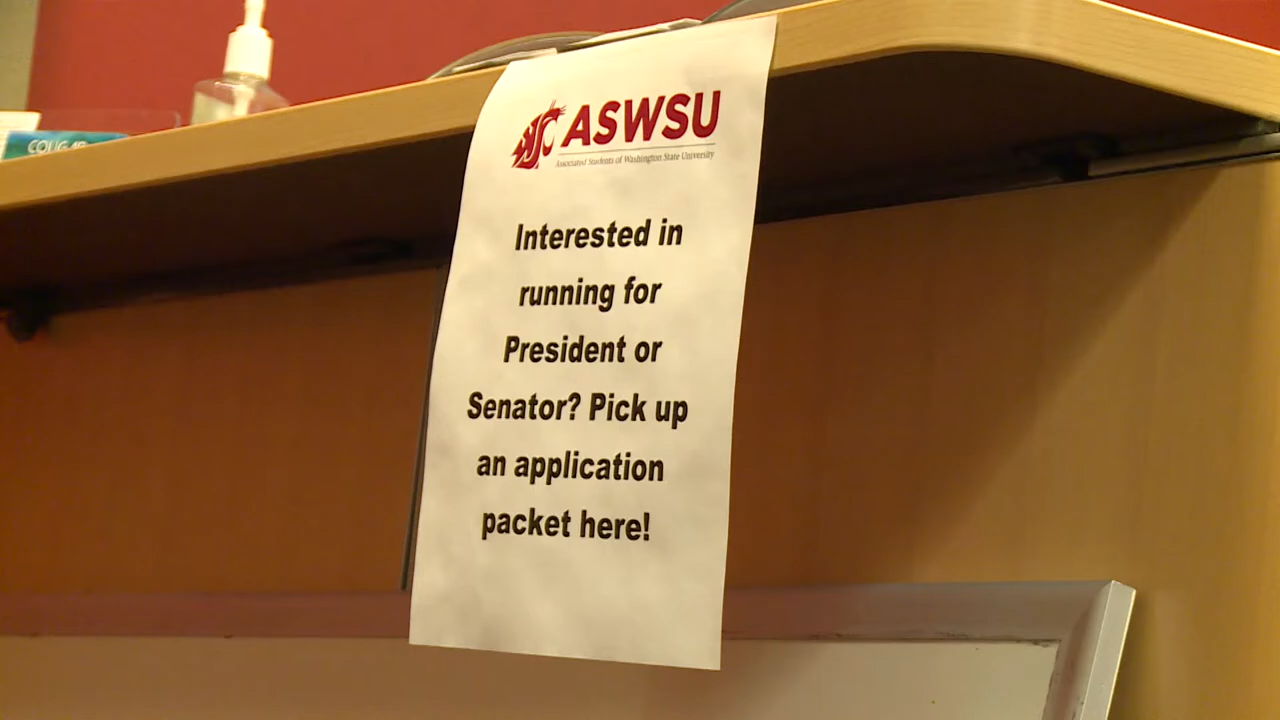 COUGAR
ASWSU
Associated Students of Washington State University
Interested in
running for
President or
Senator? Pick up
an application
packet here!